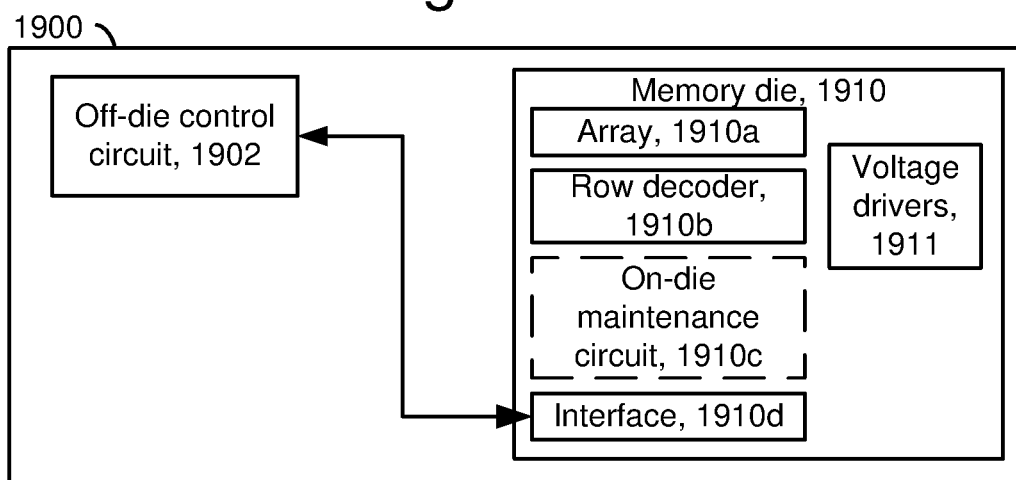 1900
Off-die control
circuit, 1902
Memory die, 1910
Array, 1910a
Row decoder,
1910b
On-die
maintenance
circuit, 1910c
Interface, 1910d
Voltage
drivers,
1911